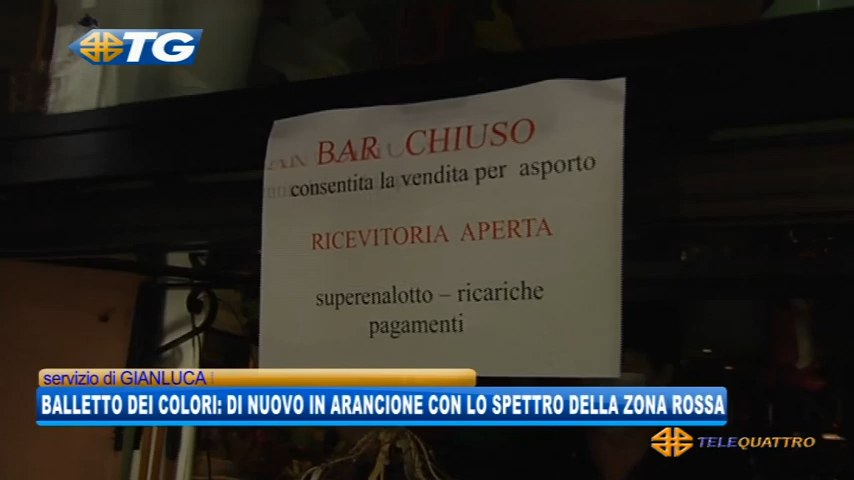 TG
BAR CHIUSO
consentita la vendita per asporto
RICEVITORIA APERTA
superenalotto – ricariche
pagamenti
servizio di GIANLUCA
BALLETTO DEI COLORI: DI NUOVO IN ARANCIONE CON LO SPETTRO DELLA ZONA ROSSA
TELEQUATTRO